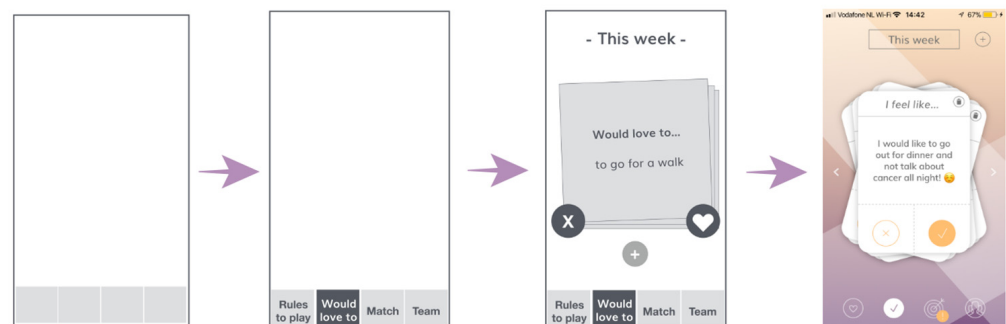 Rules
to play
Would
love to
Match
Team
- This week -
Would love to...
to go for a walk
X
+
Rules
to play
Would
love to
Match
Team
Vodafone NL Wi-Fi 14:42 67%
This week
+
I feel like...
I would like to go
out for dinner and
not talk about
cancer all night! 😏